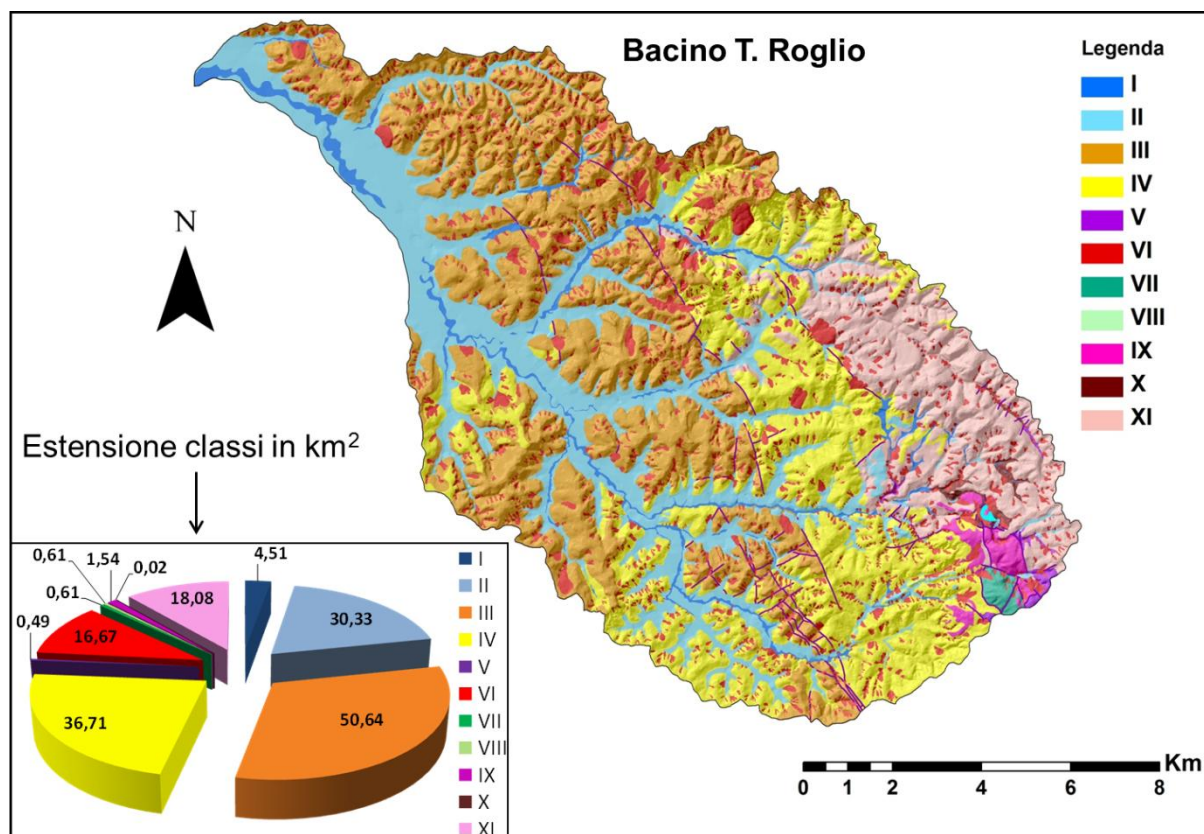 Bacino T. Roglio
Legenda
I
II
III
IV
V
VI
VII
VIII
IX
X
XI
N
Estensione classi in km²
0,61
1,54
0,02
4,51
0,61
18,08
0,49
16,67
30,33
36,71
50,64
I
II
III
IV
V
VI
VII
VIII
IX
X
XI
Km
0 1 2 4 6 8